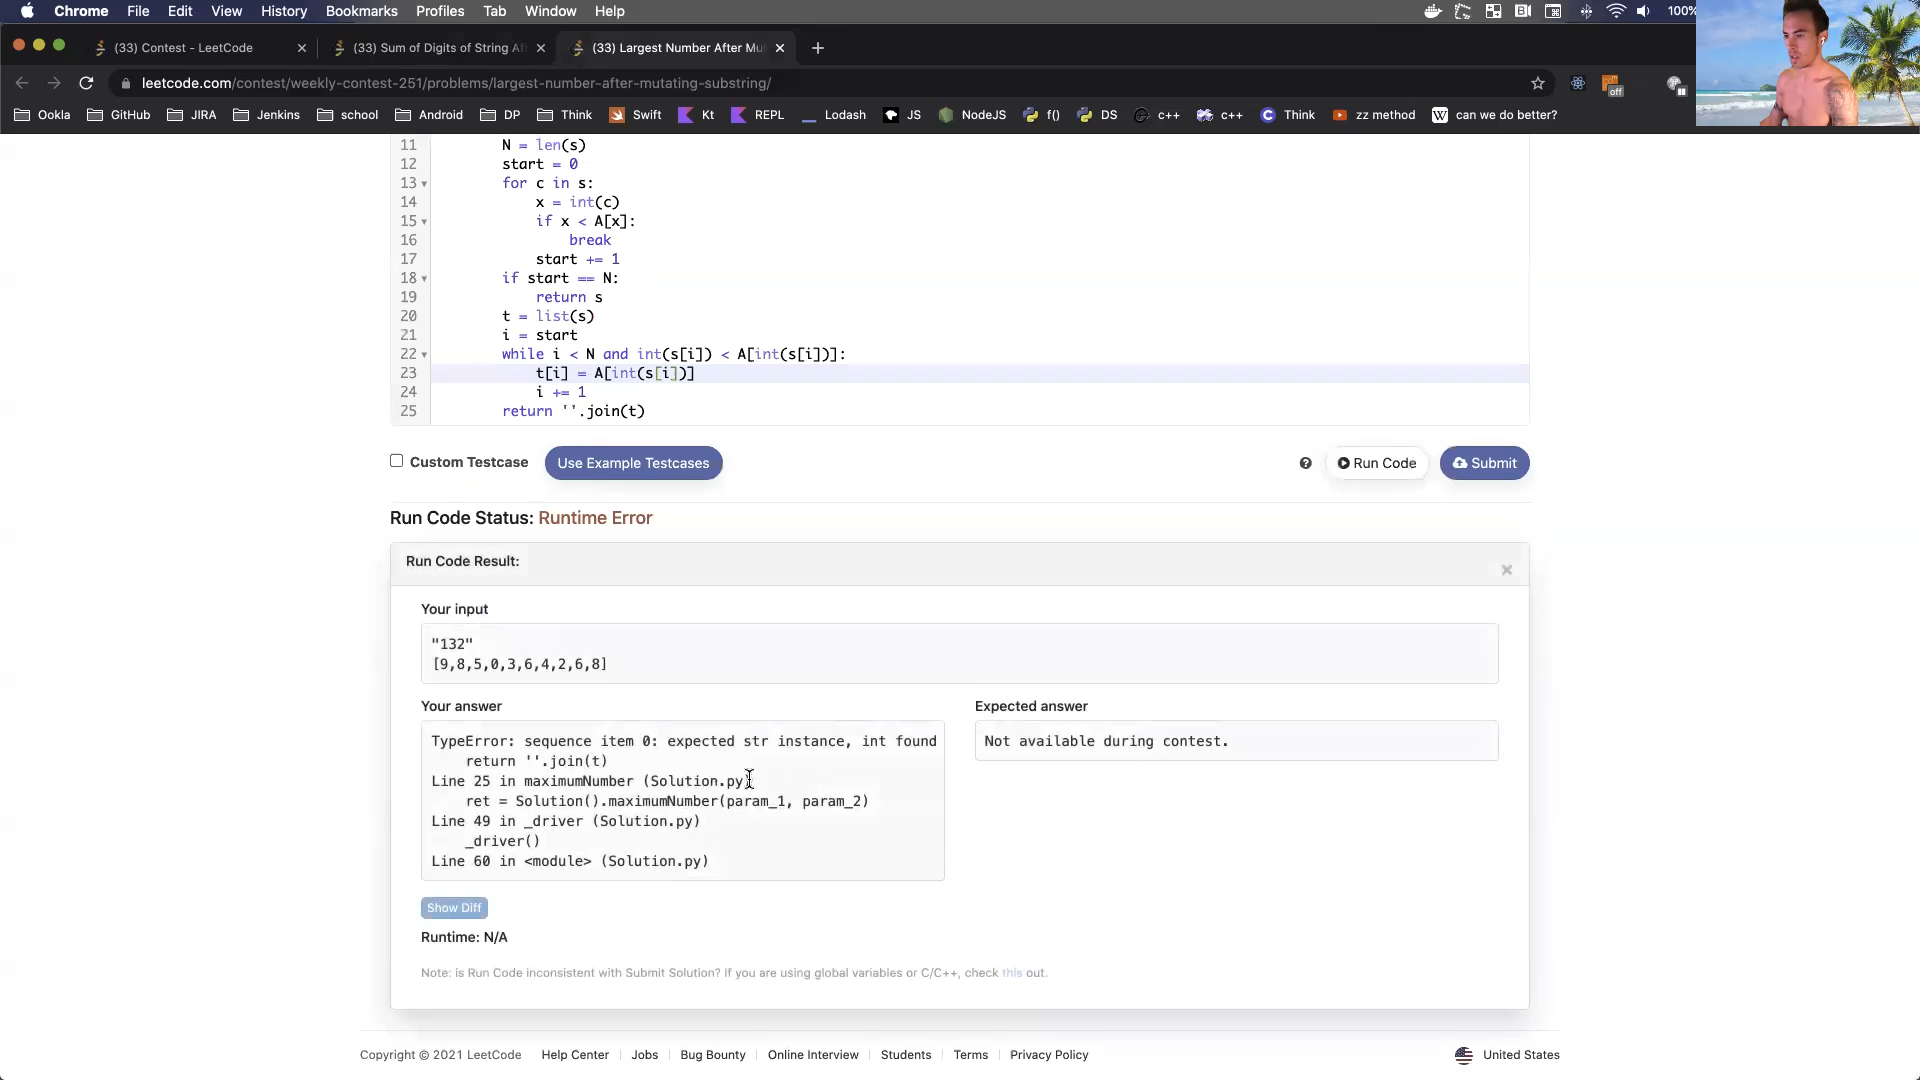 Chrome File Edit View History Bookmarks Profiles Tab Window Help 100%
(33) Contest - LeetCode (33) Sum of Digits of String Af (33) Largest Number After Mu
leetcode.com/contest/weekly-contest-251/problems/largest-number-after-mutating-substring/
off
Ookla GitHub JIRA Jenkins school Android DP Think Swift Kt REPL Lodash JS NodeJS f() DS c++ c++ Think zz method can we do better?
11 N = len(s)
12 start = 0
13 for c in s:
14 x = int(c)
15 if x < A[x]:
16 break
17 start += 1
18 if start == N:
19 return s
20 t = list(s)
21 i = start
22 while i < N and int(s[i]) < A[int(s[i])]:
23 t[i] = A[int(s[i])]
24 i += 1
25 return ''.join(t)
Custom Testcase Use Example Testcases Run Code Submit
Run Code Status: Runtime Error
Run Code Result:
Your input
"132"
[9,8,5,0,3,6,4,2,6,8]
Your answer Expected answer
TypeError: sequence item 0: expected str instance, int found Not available during contest.
return ''.join(t)
Line 25 in maximumNumber (Solution.py)
ret = Solution().maximumNumber(param_1, param_2)
Line 49 in _driver (Solution.py)
_driver()
Line 60 in <module> (Solution.py)
Show Diff
Runtime: N/A
Note: is Run Code inconsistent with Submit Solution? If you are using global variables or C/C++, check this out.
Copyright © 2021 LeetCode Help Center Jobs Bug Bounty Online Interview Students Terms Privacy Policy United States